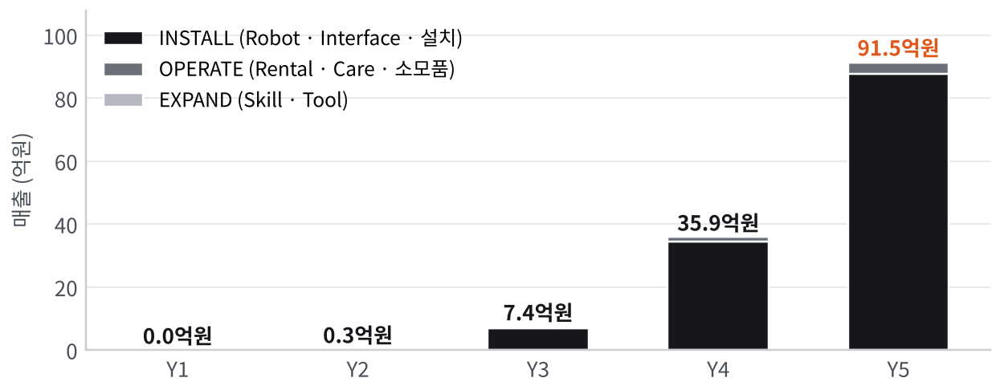 INSTALL (Robot · Interface · 설치)
OPERATE (Rental · Care · 소모품)
EXPAND (Skill · Tool)
매출 (억원)
100
80
60
40
20
0
0.0억원
0.3억원
7.4억원
35.9억원
91.5억원
Y1
Y2
Y3
Y4
Y5